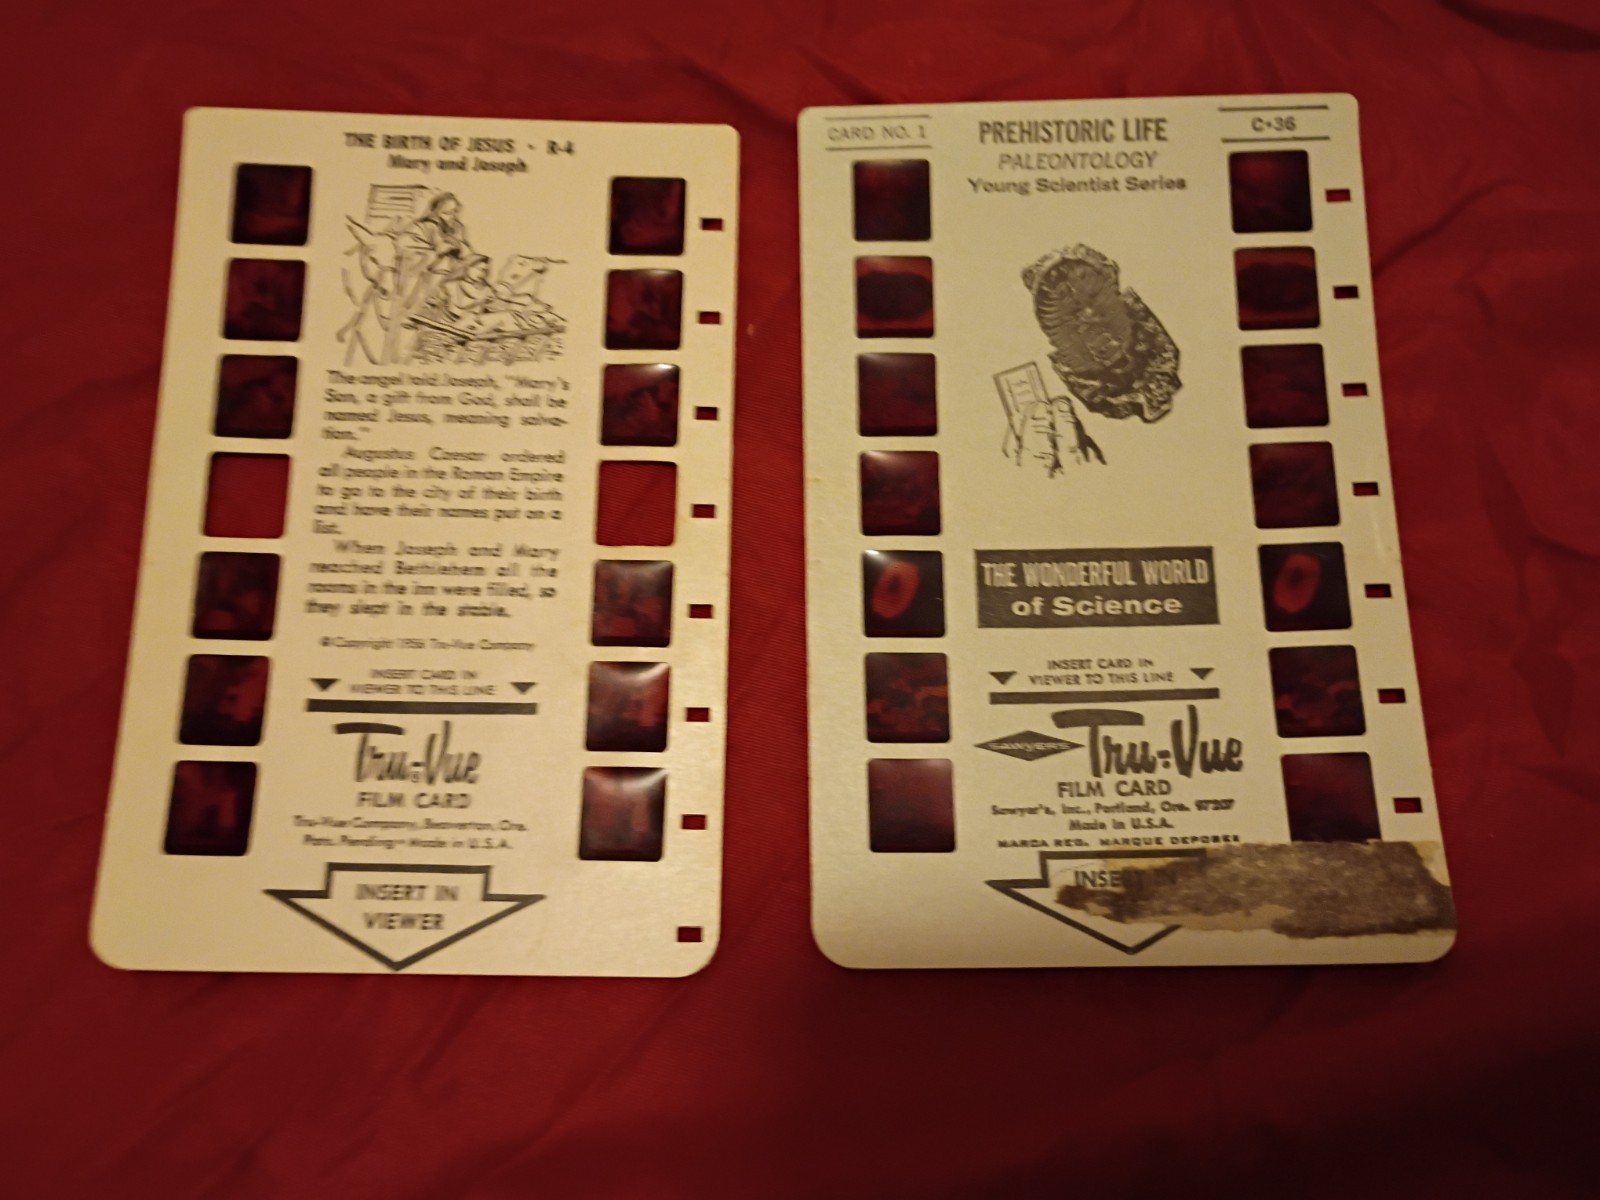 THE BIRTH OF JESUS · R-4
Mary and Joseph
The angel told Joseph, "Mary's
Son, a gift from God, shall be
named Jesus, meaning salva-
tion."
Augustus Caesar ordered
all people in the Roman Empire
to go to the city of their birth
and have their names put on a
list.
When Joseph and Mary
reached Bethlehem all the
rooms in the inn were filled, so
they slept in the stable.
© Copyright 1956 Tru-Vue Company
INSERT CARD IN
VIEWER TO THIS LINE
Tru-Vue
FILM CARD
Tru-Vue Company, Beaverton, Ore.
Pats. Pending - Made in U.S.A.
INSERT IN
VIEWER
CARD NO. 1
PREHISTORIC LIFE
C-36
PALEONTOLOGY
Young Scientist Series
THE WONDERFUL WORLD
of Science
INSERT CARD IN
VIEWER TO THIS LINE
SAWYER'S
Tru-Vue
FILM CARD
Sawyer's, Inc., Portland, Ore. 97207
Made in U.S.A.
MARCA REG. MARQUE DEPOSEE
INSE